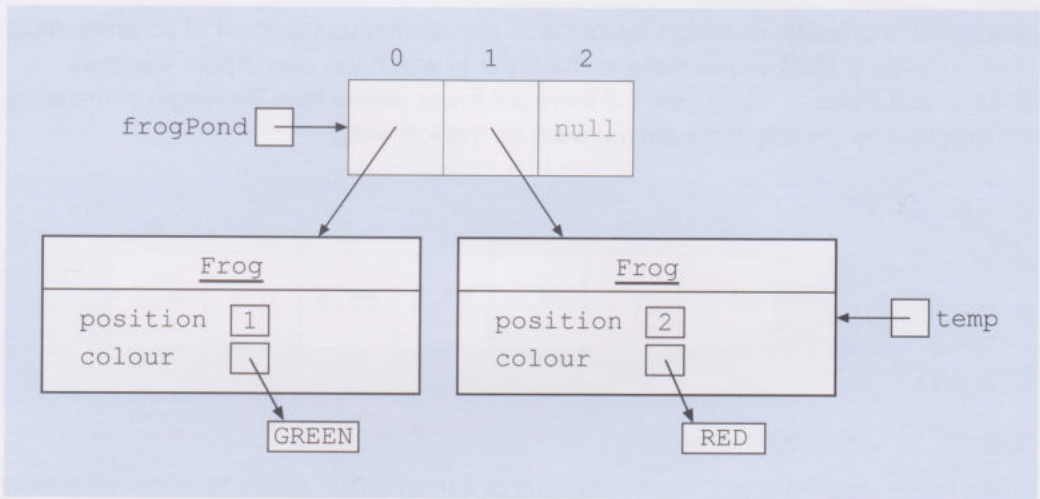 0 1 2
frogPond null
Frog Frog
position 1 position 2 temp
colour colour
GREEN RED